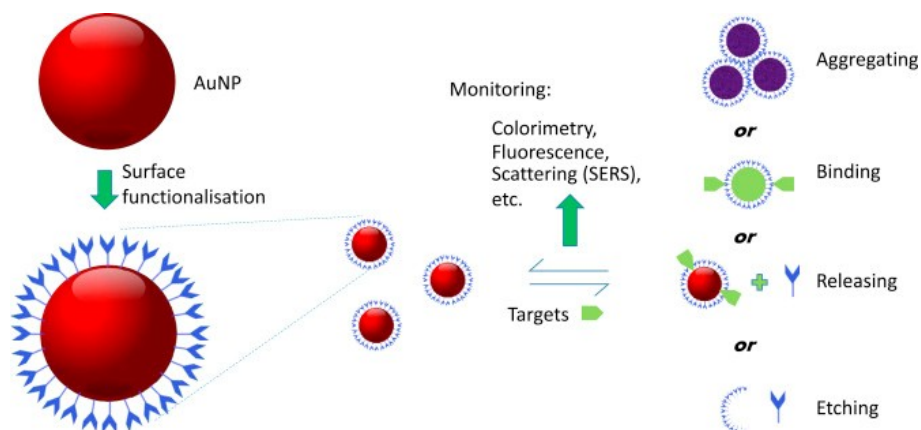 AuNP
Surface
functionalisation
Monitoring:
Colorimetry,
Fluorescence,
Scattering (SERS),
etc.
Targets
Aggregating
or
Binding
or
Releasing
or
Etching